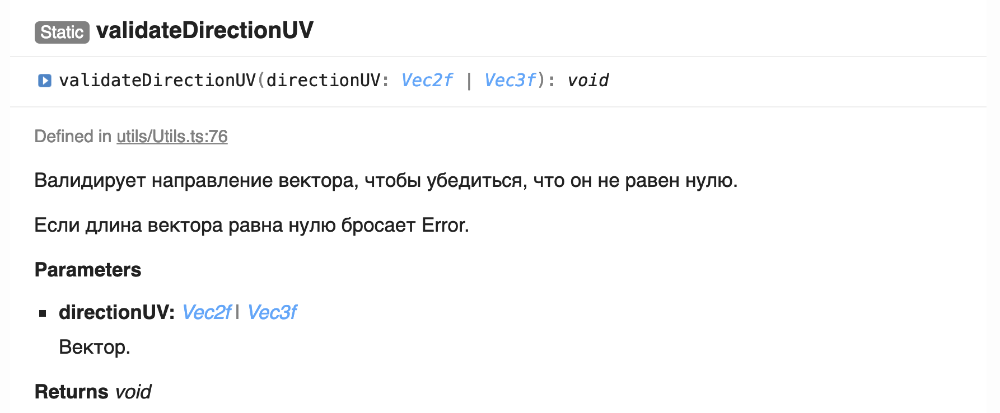 Static validateDirectionUV
validateDirectionUV(directionUV: Vec2f | Vec3f): void
Defined in utils/Utils.ts:76
Валидирует направление вектора, чтобы убедиться, что он не равен нулю.
Если длина вектора равна нулю бросает Error.
Parameters
directionUV: Vec2f | Vec3f
Вектор.
Returns void